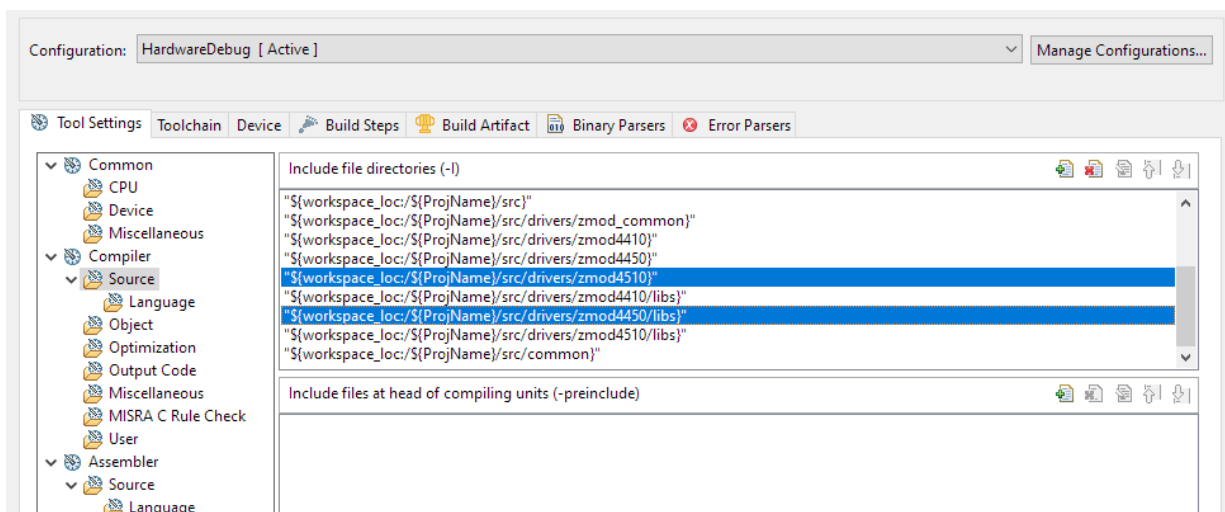 Configuration: HardwareDebug [ Active ] Manage Configurations...
Tool Settings Toolchain Device Build Steps Build Artifact Binary Parsers Error Parsers
Common
CPU
Device
Miscellaneous
Compiler
Source
Language
Object
Optimization
Output Code
Miscellaneous
MISRA C Rule Check
User
Assembler
Source
Language
Include file directories (-I)
"${workspace_loc:/${ProjName}/src}"
"${workspace_loc:/${ProjName}/src/drivers/zmod_common}"
"${workspace_loc:/${ProjName}/src/drivers/zmod4410}"
"${workspace_loc:/${ProjName}/src/drivers/zmod4450}"
"${workspace_loc:/${ProjName}/src/drivers/zmod4510}"
"${workspace_loc:/${ProjName}/src/drivers/zmod4410/libs}"
"${workspace_loc:/${ProjName}/src/drivers/zmod4450/libs}"
"${workspace_loc:/${ProjName}/src/drivers/zmod4510/libs}"
"${workspace_loc:/${ProjName}/src/common}"
Include files at head of compiling units (-preinclude)